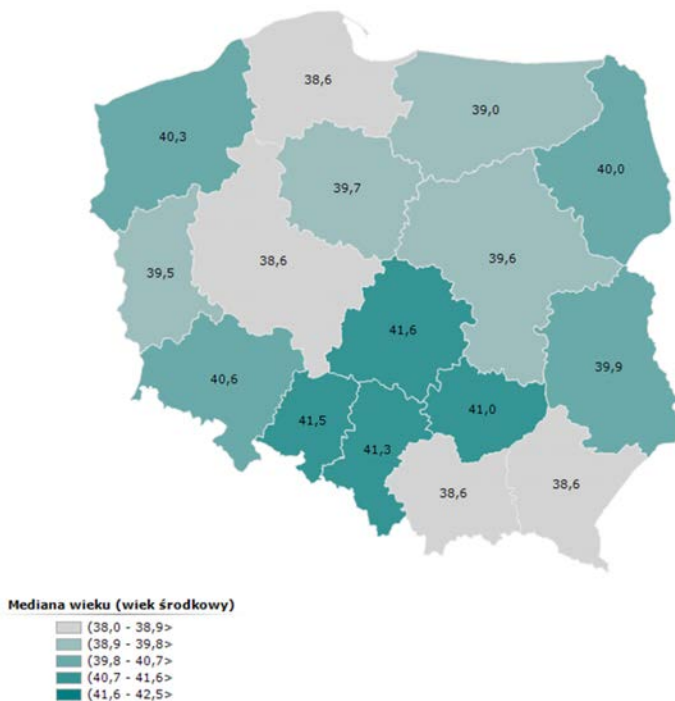 38,6
39,0
40,3
40,0
39,7
39,5
38,6
39,6
41,6
40,6
39,9
41,5
41,0
41,3
38,6
38,6
Mediana wieku (wiek środkowy)
(38,0 - 38,9>
(38,9 - 39,8>
(39,8 - 40,7>
(40,7 - 41,6>
(41,6 - 42,5>